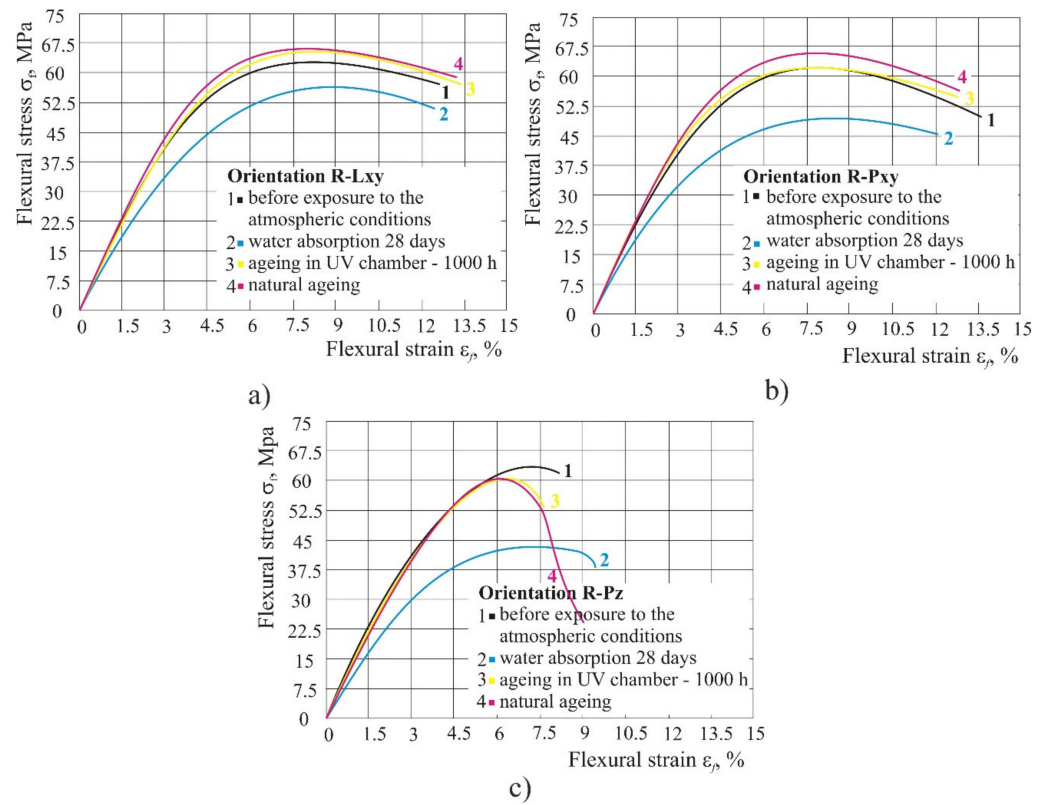 Flexural stress σf, MPa
75
67.5
60
52.5
45
37.5
30
22.5
15
7.5
0
4
3
1
2
Orientation R-Lxy
1 before exposure to the
atmospheric conditions
2 water absorption 28 days
3 ageing in UV chamber - 1000 h
4 natural ageing
0 1.5 3 4.5 6 7.5 9 10.5 12 13.5 15
Flexural strain εf, %
a)
Flexural stress σf, MPa
75
67.5
60
52.5
45
37.5
30
22.5
15
7.5
0
4
3
1
2
Orientation R-Pxy
1 before exposure to the
atmospheric conditions
2 water absorption 28 days
3 ageing in UV chamber - 1000 h
4 natural ageing
0 1.5 3 4.5 6 7.5 9 10.5 12 13.5 15
Flexural strain εf, %
b)
Flexural stress σf, Mpa
75
67.5
60
52.5
45
37.5
30
22.5
15
7.5
0
1
3
2
4
Orientation R-Pz
1 before exposure to the
atmospheric conditions
2 water absorption 28 days
3 ageing in UV chamber - 1000 h
4 natural ageing
0 1.5 3 4.5 6 7.5 9 10.5 12 13.5 15
Flexural strain εf, %
c)